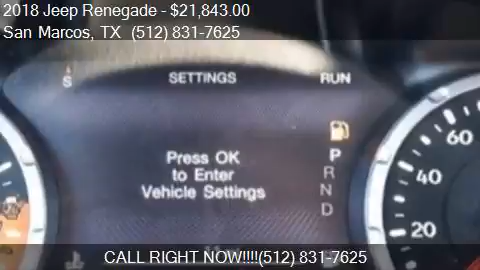 2018 Jeep Renegade - $21,843.00
San Marcos, TX  (512) 831-7625
S SETTINGS RUN
Press OK
to Enter
Vehicle Settings
P
R
N
D
60
40
20
CALL RIGHT NOW!!!!(512) 831-7625